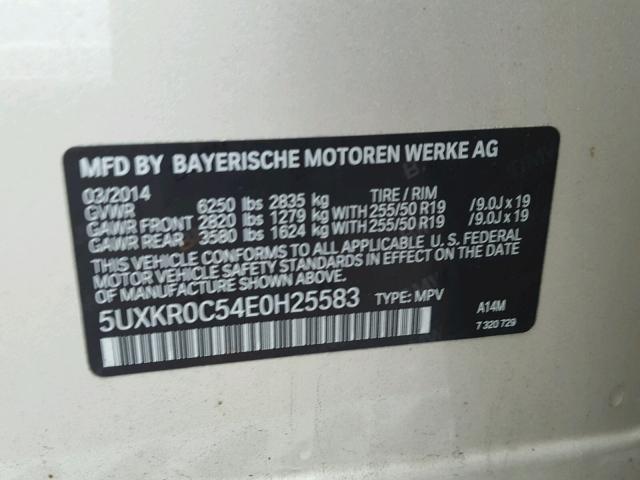 MFD BY BAYERISCHE MOTOREN WERKE AG
03/2014 TIRE / RIM
GVWR 6250 lbs 2835 kg
GAWR FRONT 2820 lbs 1279 kg WITH 255/50 R19 /9.0J x 19
GAWR REAR 3580 lbs 1624 kg WITH 255/50 R19 /9.0J x 19
THIS VEHICLE CONFORMS TO ALL APPLICABLE U.S. FEDERAL
MOTOR VEHICLE SAFETY STANDARDS IN EFFECT ON THE DATE OF
MANUFACTURE SHOWN ABOVE.
5UXKR0C54E0H25583 TYPE: MPV
A14M
7 320 729